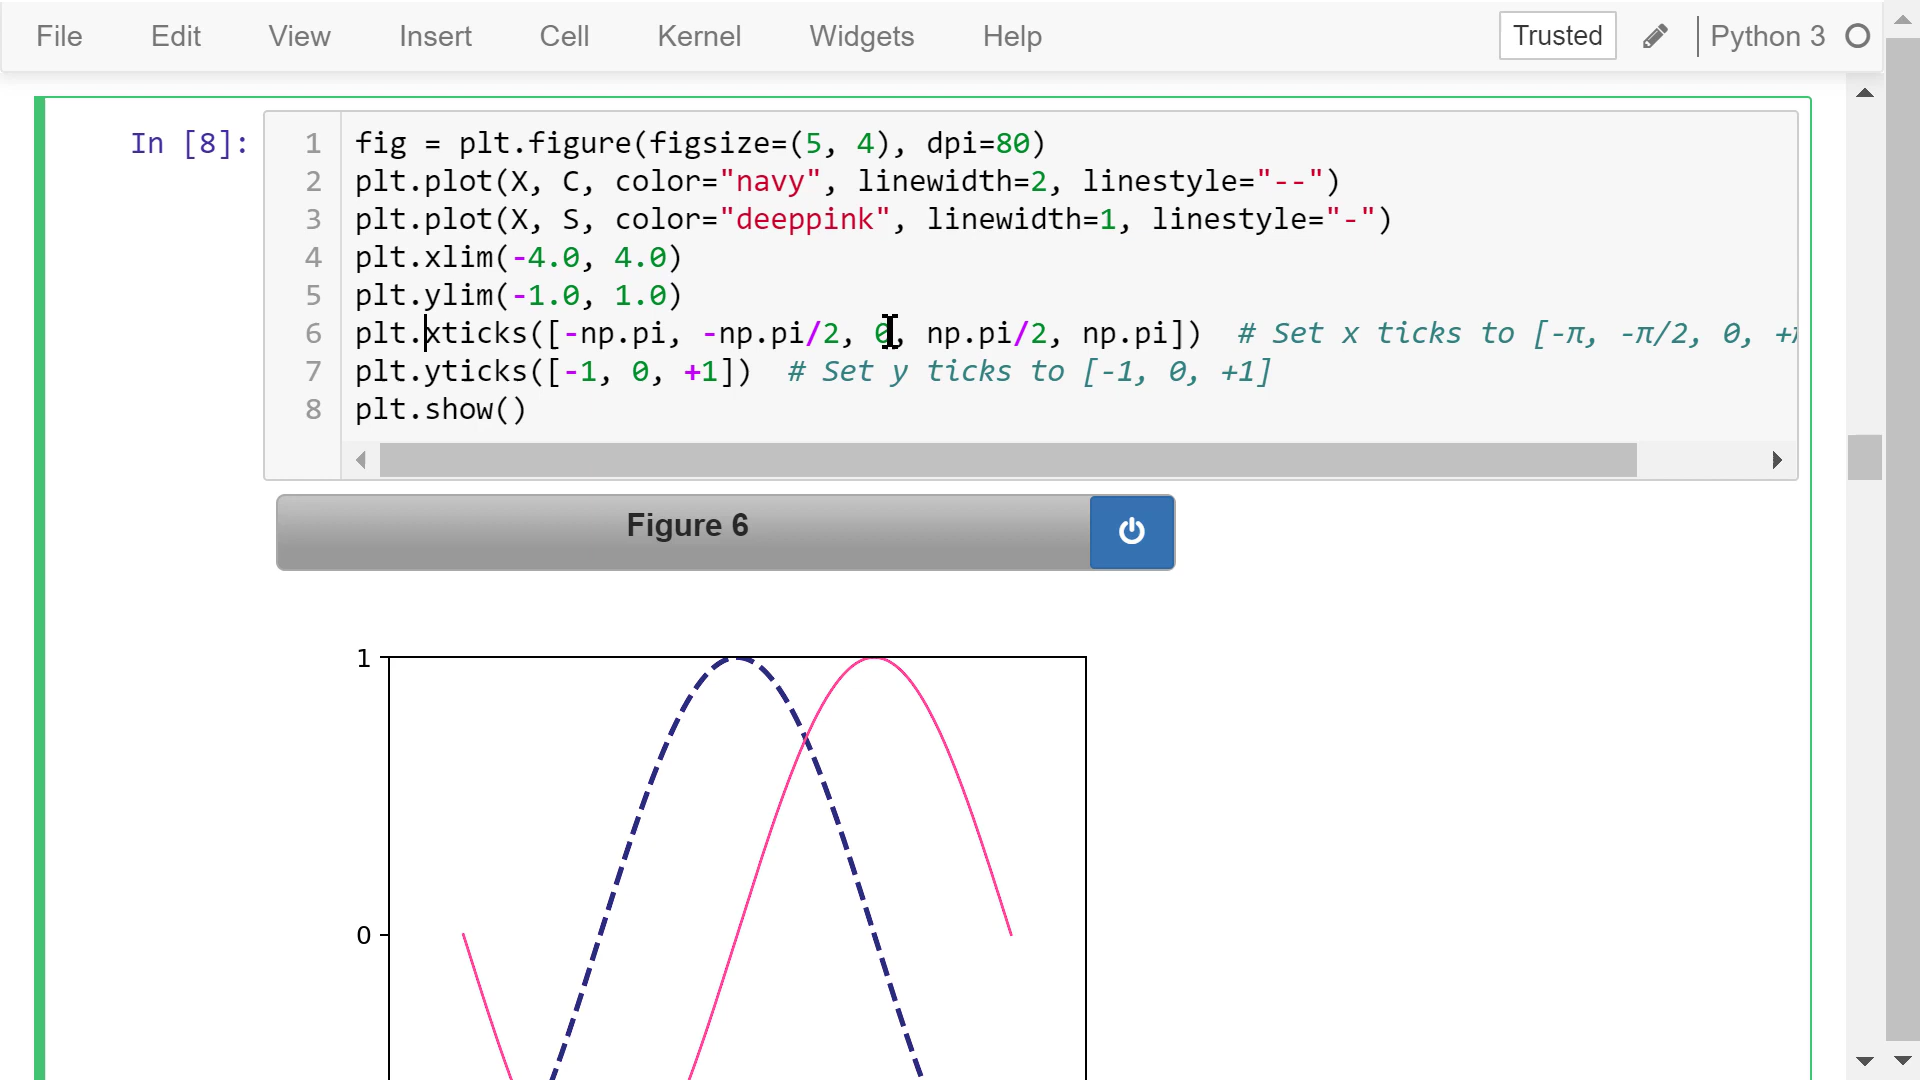 File Edit View Insert Cell Kernel Widgets Help Trusted Python 3
In [8]:
1 fig = plt.figure(figsize=(5, 4), dpi=80)
2 plt.plot(X, C, color="navy", linewidth=2, linestyle="--")
3 plt.plot(X, S, color="deeppink", linewidth=1, linestyle="-")
4 plt.xlim(-4.0, 4.0)
5 plt.ylim(-1.0, 1.0)
6 plt.xticks([-np.pi, -np.pi/2, 0, np.pi/2, np.pi])  # Set x ticks to [-π, -π/2, 0, +
7 plt.yticks([-1, 0, +1])  # Set y ticks to [-1, 0, +1]
8 plt.show()
Figure 6
1
0